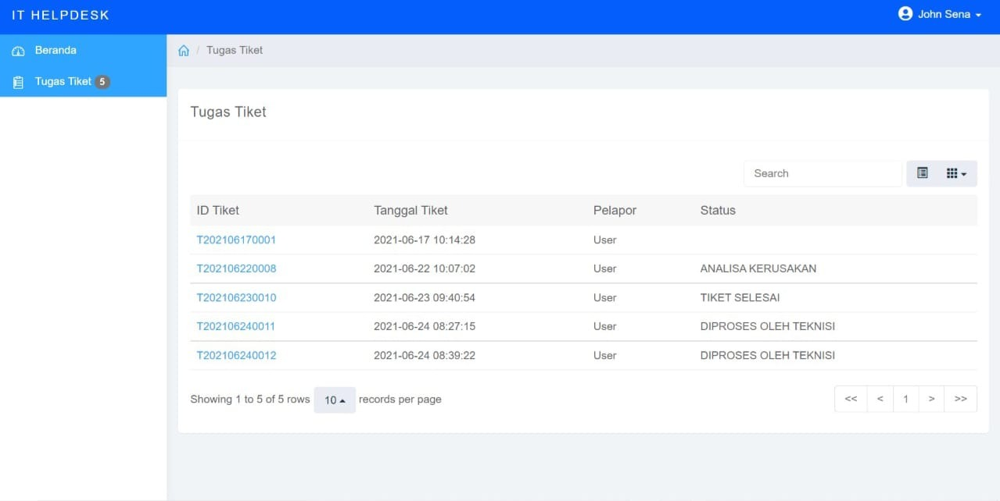 IT HELPDESK
John Sena
Beranda
Tugas Tiket 5
/ Tugas Tiket
Tugas Tiket
Search
ID Tiket Tanggal Tiket Pelapor Status
T202106170001 2021-06-17 10:14:28 User
T202106220008 2021-06-22 10:07:02 User ANALISA KERUSAKAN
T202106230010 2021-06-23 09:40:54 User TIKET SELESAI
T202106240011 2021-06-24 08:27:15 User DIPROSES OLEH TEKNISI
T202106240012 2021-06-24 08:39:22 User DIPROSES OLEH TEKNISI
Showing 1 to 5 of 5 rows 10 records per page
<< < 1 > >>